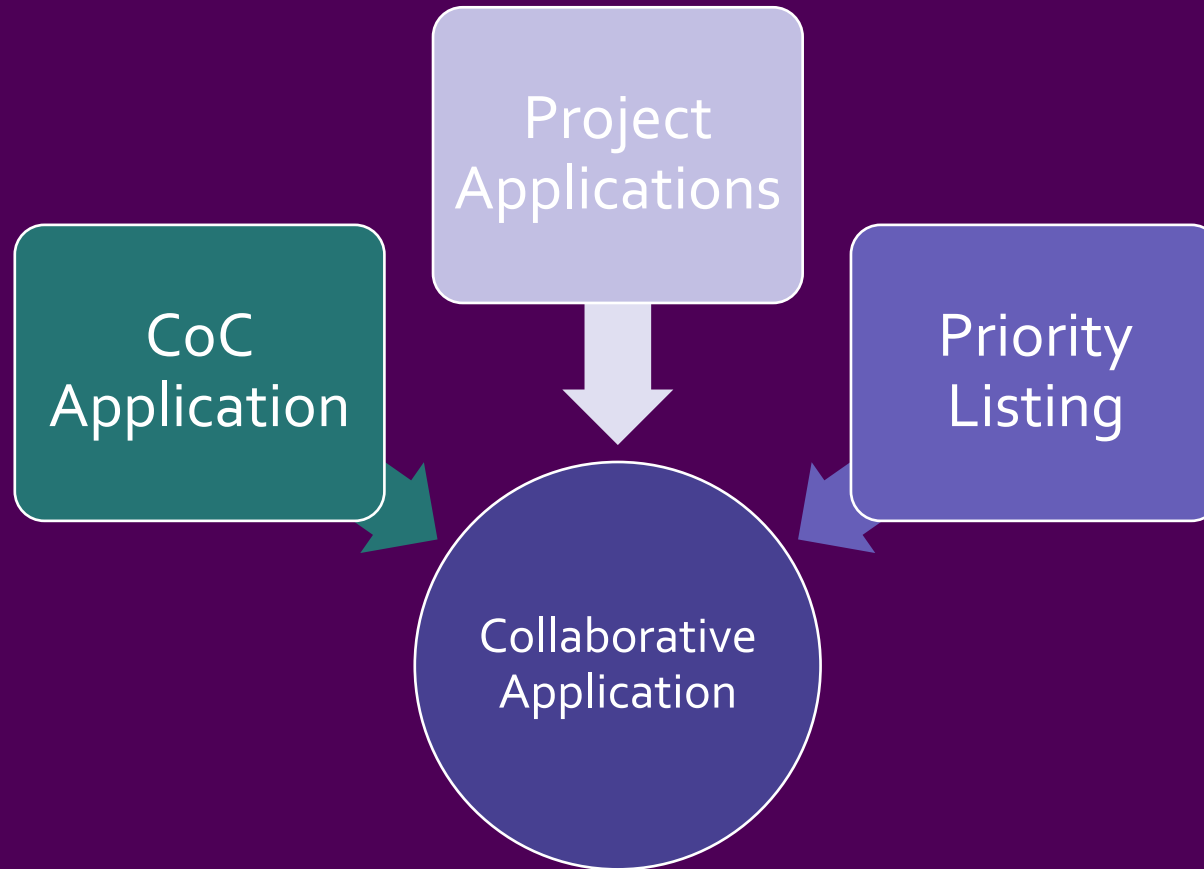 Project
Applications
CoC
Application
Priority
Listing
Collaborative
Application